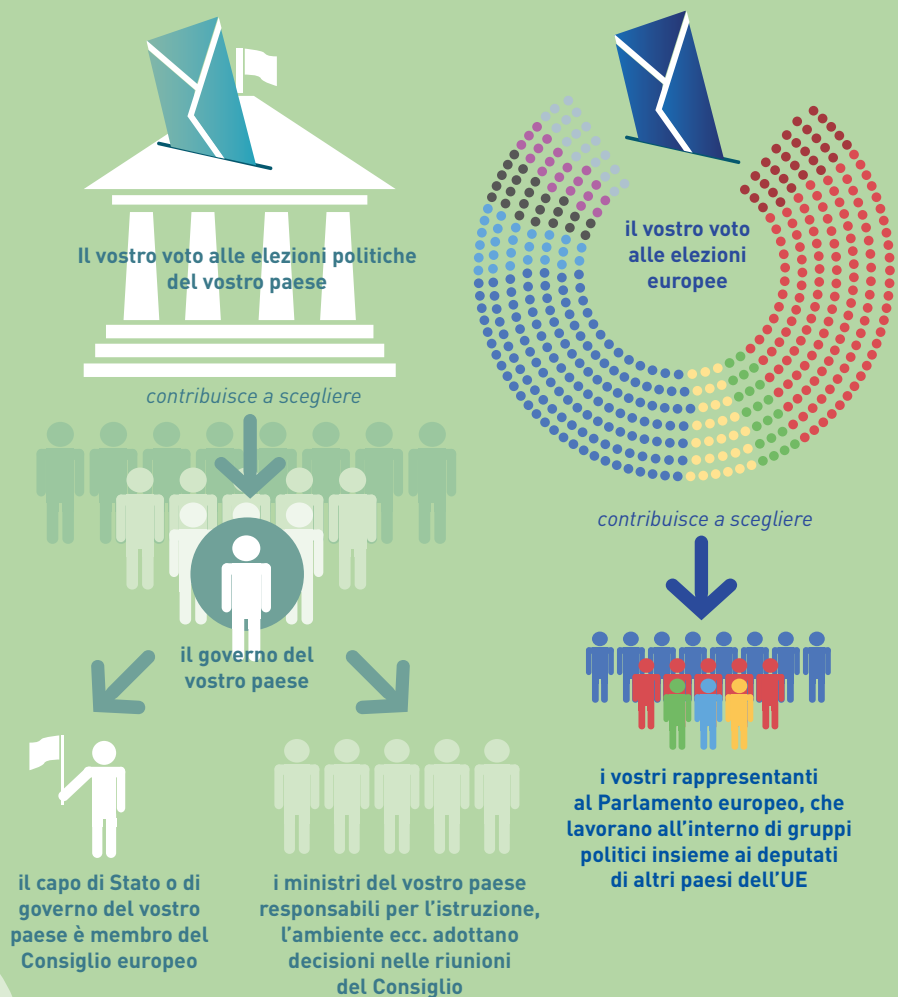 Il vostro voto alle elezioni politiche
del vostro paese
contribuisce a scegliere
il governo del
vostro paese
il capo di Stato o di
governo del vostro
paese è membro del
Consiglio europeo
i ministri del vostro paese
responsabili per l’istruzione,
l’ambiente ecc. adottano
decisioni nelle riunioni
del Consiglio
il vostro voto
alle elezioni
europee
contribuisce a scegliere
i vostri rappresentanti
al Parlamento europeo, che
lavorano all’interno di gruppi
politici insieme ai deputati
di altri paesi dell’UE